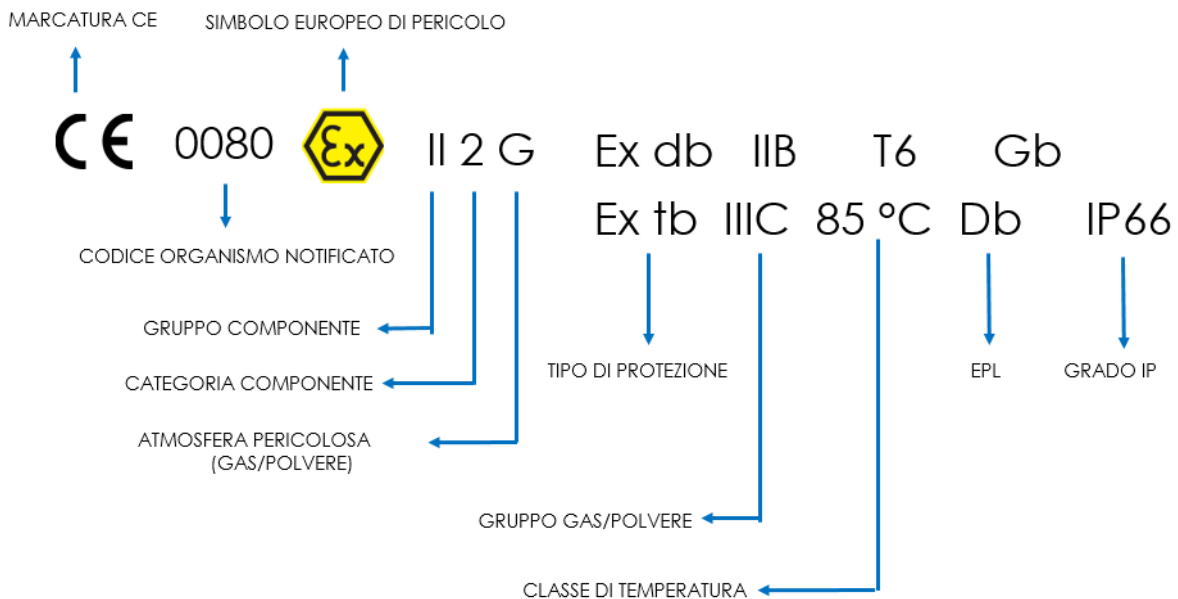 MARCATURA CE
SIMBOLO EUROPEO DI PERICOLO
CE 0080 Ex II 2 G Ex db IIB T6 Gb
Ex tb IIIC 85 °C Db IP66
CODICE ORGANISMO NOTIFICATO
GRUPPO COMPONENTE
CATEGORIA COMPONENTE
ATMOSFERA PERICOLOSA
(GAS/POLVERE)
TIPO DI PROTEZIONE
EPL
GRADO IP
GRUPPO GAS/POLVERE
CLASSE DI TEMPERATURA